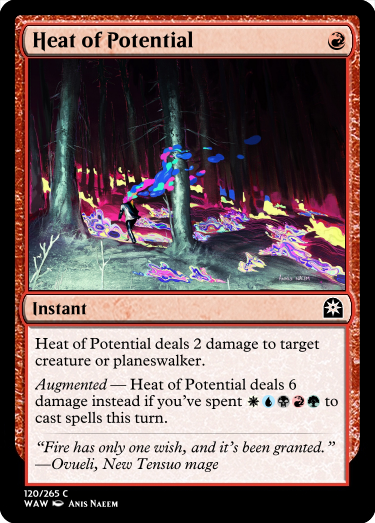 Heat of Potential
Instant
Heat of Potential deals 2 damage to target
creature or planeswalker.
Augmented — Heat of Potential deals 6
damage instead if you've spent to
cast spells this turn.
“Fire has only one wish, and it's been granted.”
—Ovueli, New Tensuo mage
120/265 C
WAW Anis Naeem